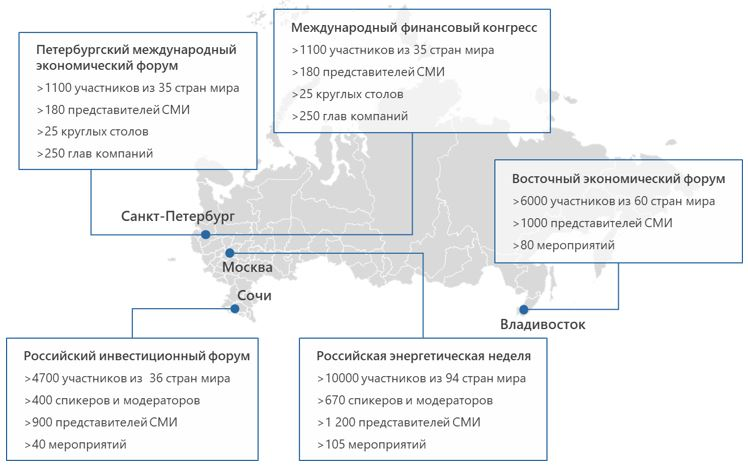 Петербургский международный
экономический форум
>1100 участников из 35 стран мира
>180 представителей СМИ
>25 круглых столов
>250 глав компаний
Международный финансовый конгресс
>1100 участников из 35 стран мира
>180 представителей СМИ
>25 круглых столов
>250 глав компаний
Восточный экономический форум
>6000 участников из 60 стран мира
>1000 представителей СМИ
>80 мероприятий
Санкт-Петербург
Москва
Сочи
Владивосток
Российский инвестиционный форум
>4700 участников из 36 стран мира
>400 спикеров и модераторов
>900 представителей СМИ
>40 мероприятий
Российская энергетическая неделя
>10000 участников из 94 стран мира
>670 спикеров и модераторов
>1 200 представителей СМИ
>105 мероприятий